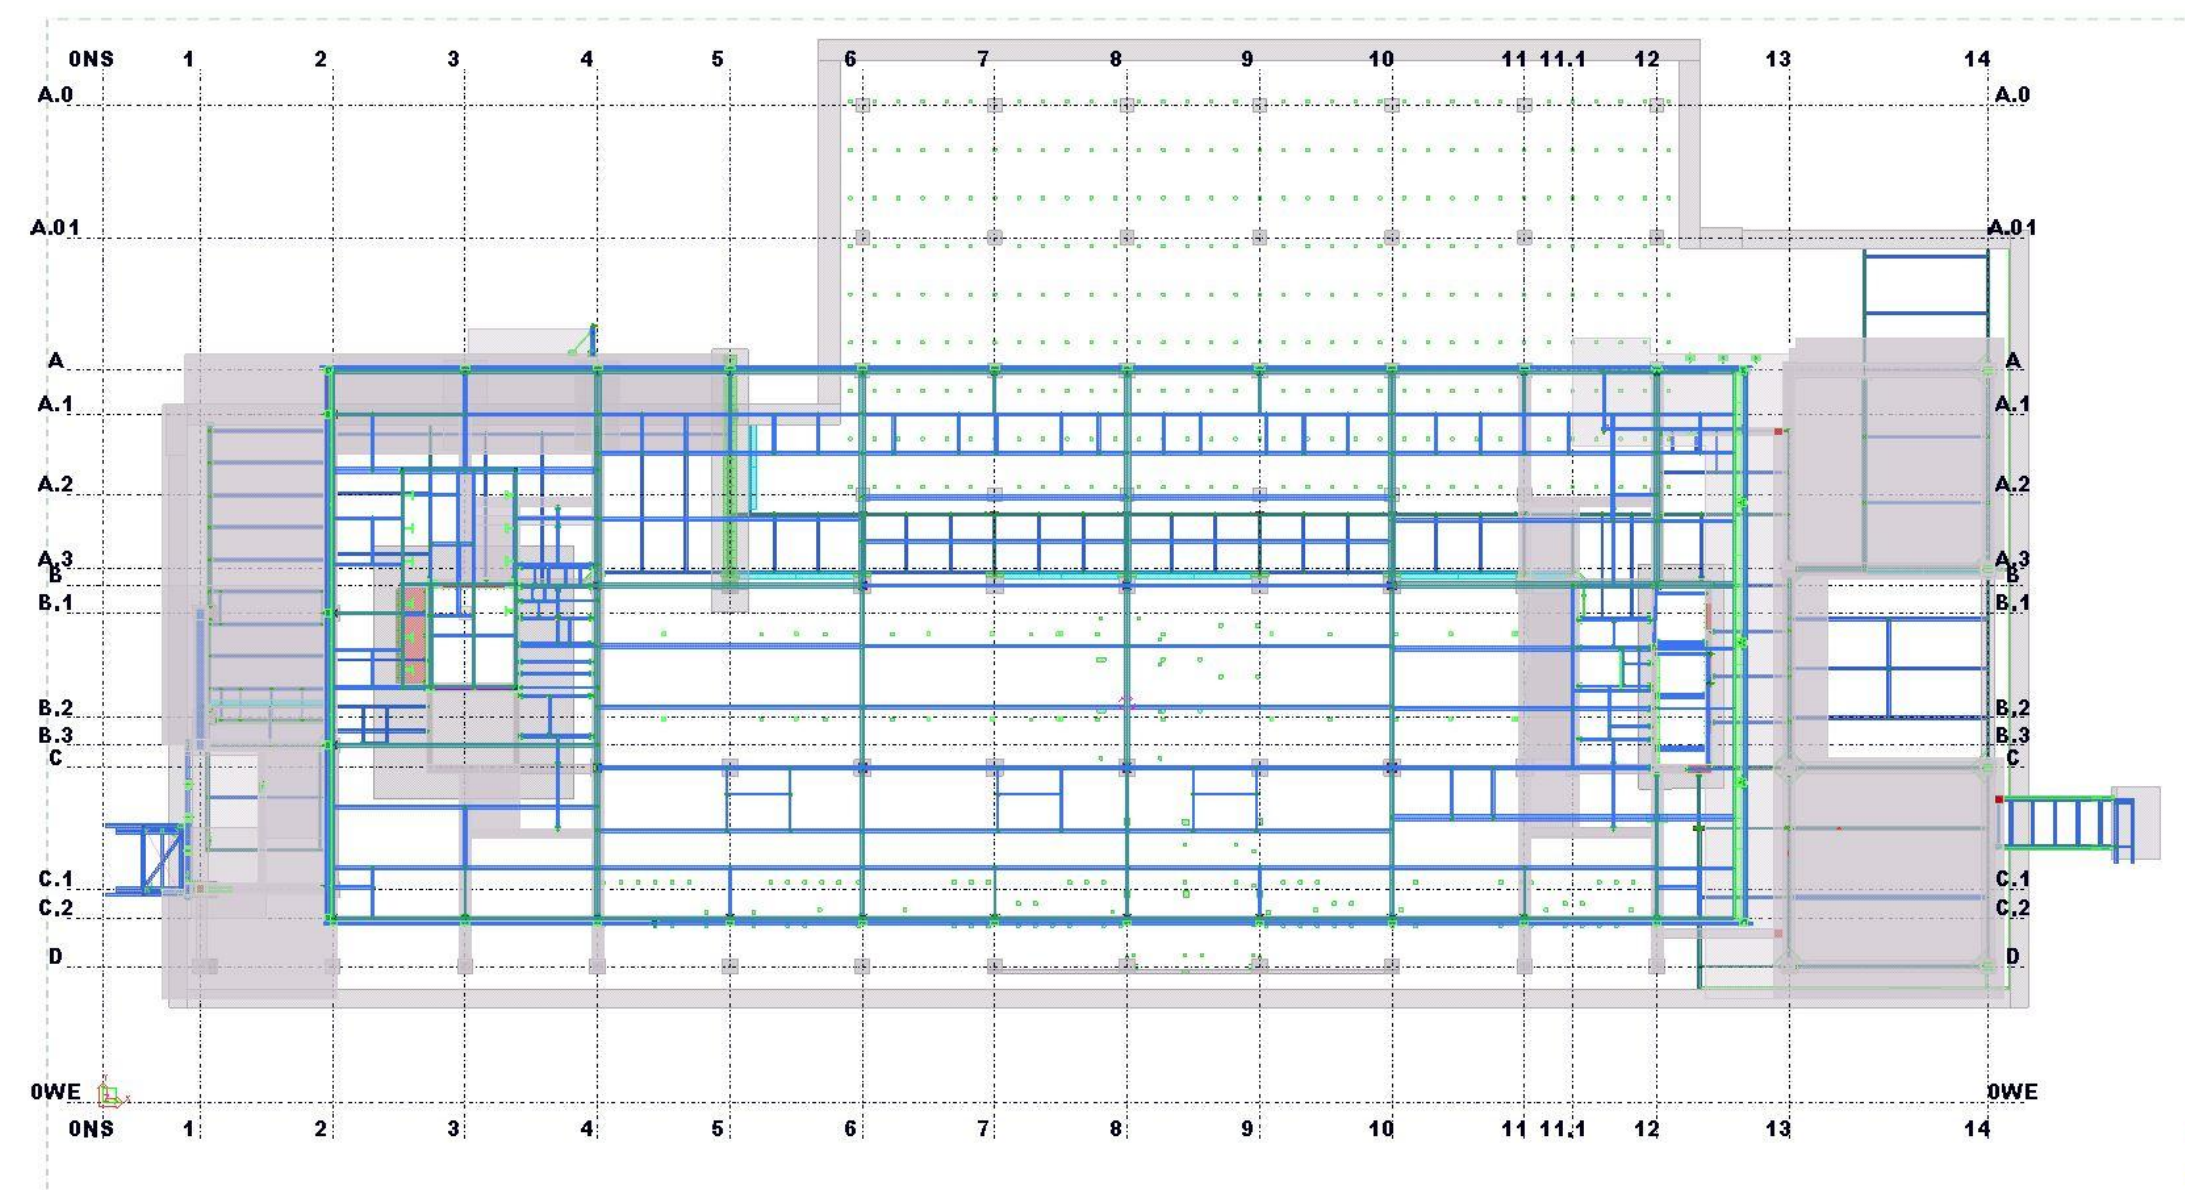 0NS 1 2 3 4 5 6 7 8 9 10 11 11.1 12 13 14
A.0 A.0
A.01 A.01
A A
A.1 A.1
A.2 A.2
A.3 A.3
B B
B.1 B.1
B.2 B.2
B.3 B.3
C C
C.1 C.1
C.2 C.2
D D
0WE 0WE
0NS 1 2 3 4 5 6 7 8 9 10 11 11.1 12 13 14